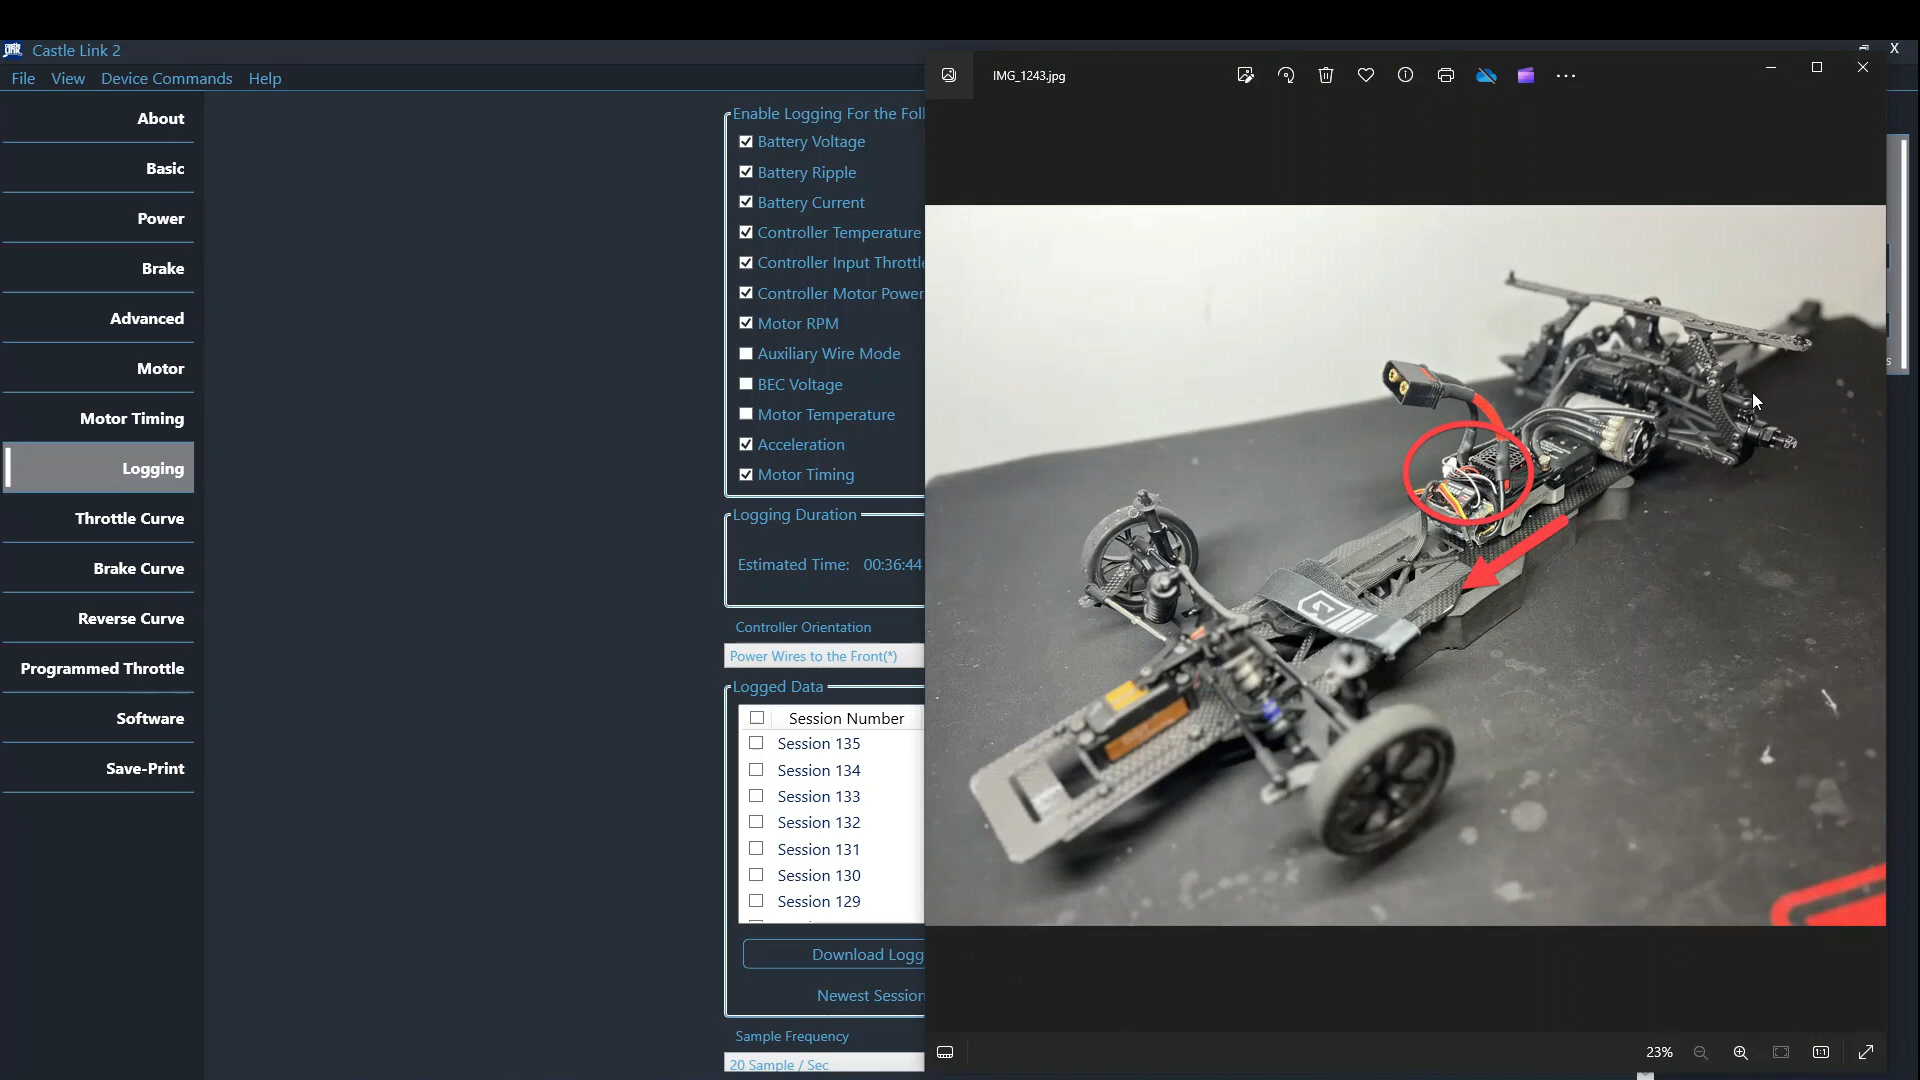 Castle Link 2
File View Device Commands Help
IMG_1243.jpg
About
Basic
Power
Brake
Advanced
Motor
Motor Timing
Logging
Throttle Curve
Brake Curve
Reverse Curve
Programmed Throttle
Software
Save-Print
Enable Logging For the Foll
Battery Voltage
Battery Ripple
Battery Current
Controller Temperature
Controller Input Throttle
Controller Motor Power
Motor RPM
Auxiliary Wire Mode
BEC Voltage
Motor Temperature
Acceleration
Motor Timing
Logging Duration
Estimated Time: 00:36:44
Controller Orientation
Power Wires to the Front(*)
Logged Data
Session Number
Session 135
Session 134
Session 133
Session 132
Session 131
Session 130
Session 129
Download Logg
Newest Session
Sample Frequency
20 Sample / Sec
s
23%
1:1